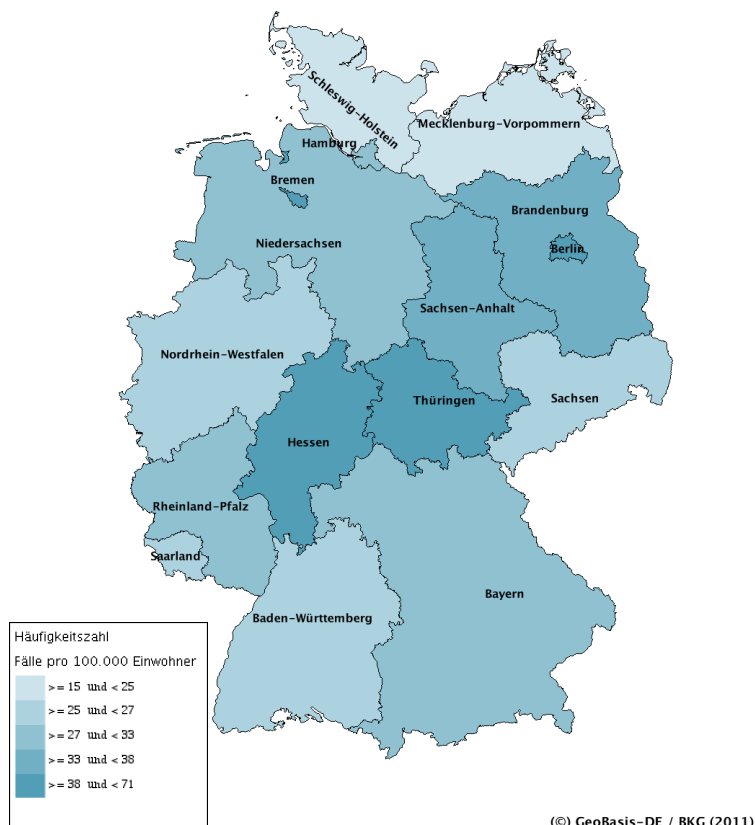 Schleswig-Holstein
Mecklenburg-Vorpommern
Hamburg
Bremen
Brandenburg
Niedersachsen
Berlin
Sachsen-Anhalt
Nordrhein-Westfalen
Thüringen
Sachsen
Hessen
Rheinland-Pfalz
Saarland
Bayern
Baden-Württemberg
Häufigkeitszahl
Fälle pro 100.000 Einwohner
>= 15 und < 25
>= 25 und < 27
>= 27 und < 33
>= 33 und < 38
>= 38 und < 71
(©) GeoBasis-DE / BKG (2011)